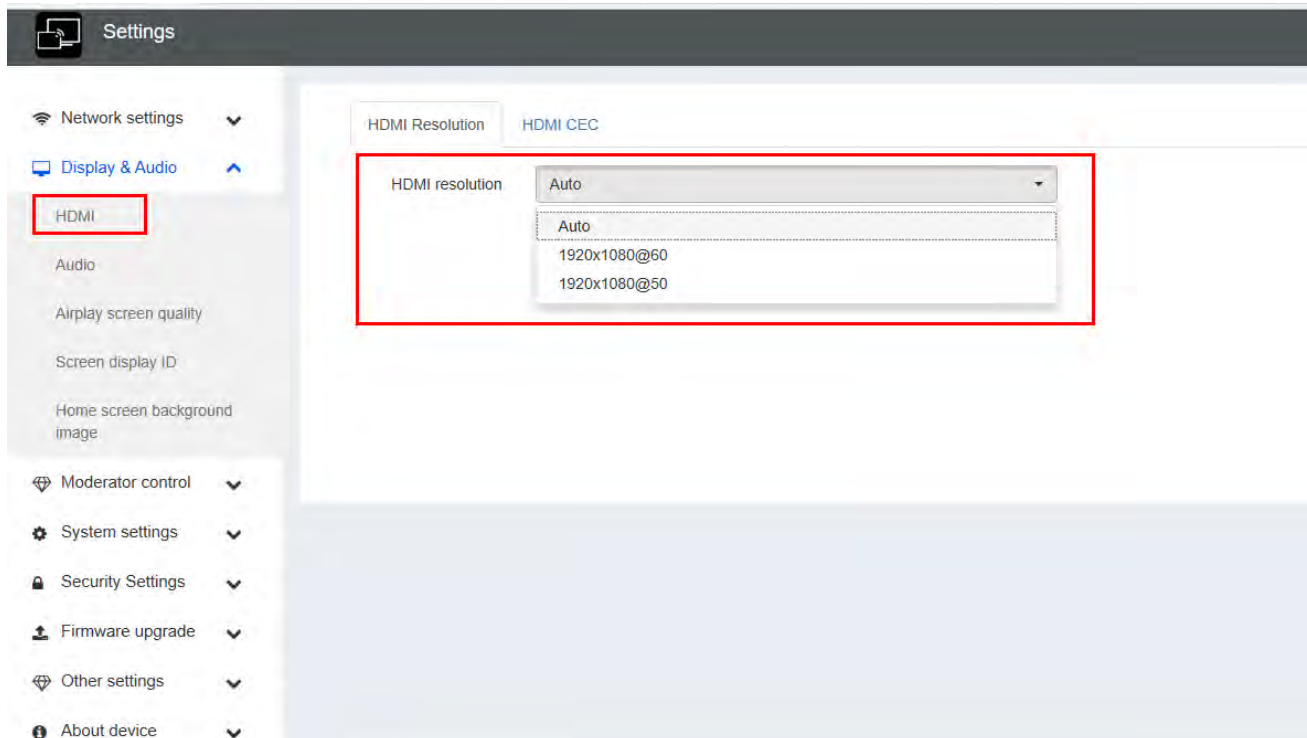 Settings
Network settings
Display & Audio
HDMI
Audio
Airplay screen quality
Screen display ID
Home screen background
image
Moderator control
System settings
Security Settings
Firmware upgrade
Other settings
About device
HDMI Resolution
HDMI CEC
HDMI resolution
Auto
Auto
1920x1080@60
1920x1080@50